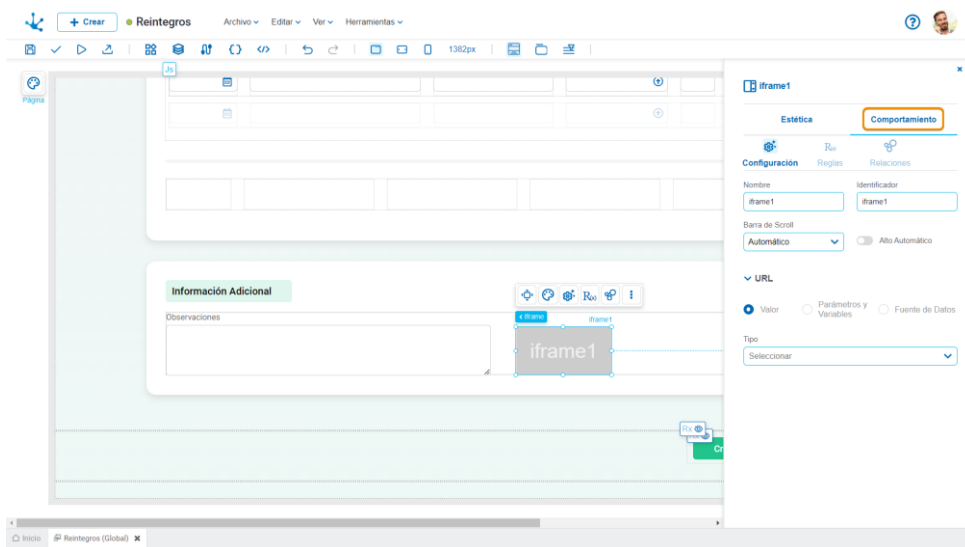 + Crear
Reintegros
Archivo Editar Ver Herramientas
1382px
Js
Página
Información Adicional
Observaciones
R(x)
iframe
iframe1
iframe1
Rx
Cr
iframe1
Estética Comportamiento
R(x)
Configuración Reglas Relaciones
Nombre Identificador
iframe1 iframe1
Barra de Scroll
Automático Alto Automático
URL
Valor Parámetros y Variables Fuente de Datos
Tipo
Seleccionar
Inicio Reintegros (Global)